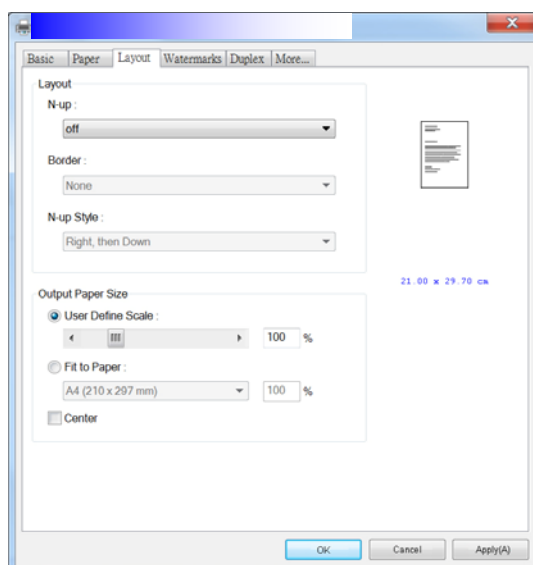 Basic Paper Layout Watermarks Duplex More...
Layout
N-up :
off
Border :
None
N-up Style :
Right, then Down
21.00 x 29.70 cm
Output Paper Size
User Define Scale :
100 %
Fit to Paper :
A4 (210 x 297 mm) 100 %
Center
OK Cancel Apply(A)